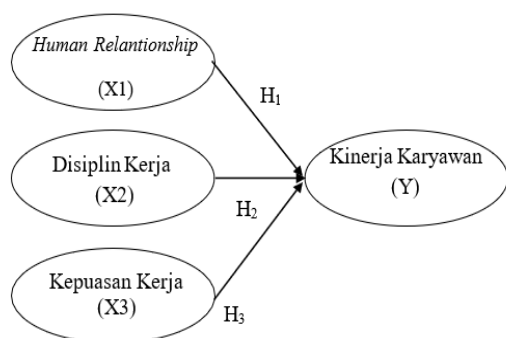 Human Relantionship
(X1)
H1
Disiplin Kerja
(X2)
Kinerja Karyawan
(Y)
H2
Kepuasan Kerja
(X3)
H3